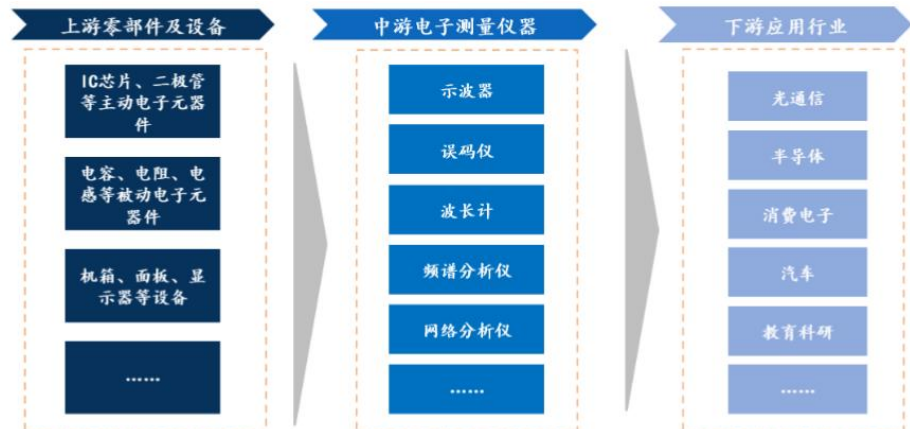 上游零部件及设备
IC芯片、二极管
等主动电子元器
件
电容、电阻、电
感等被动电子元
器件
机箱、面板、显
示器等设备
......
中游电子测量仪器
示波器
误码仪
波长计
频谱分析仪
网络分析仪
......
下游应用行业
光通信
半导体
消费电子
汽车
教育科研
......